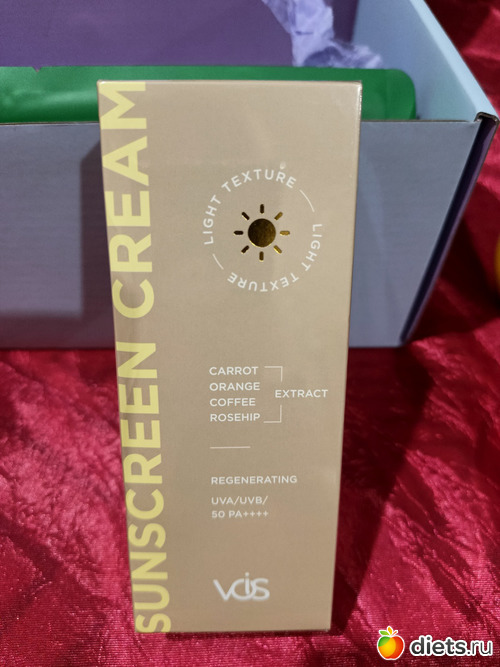 SUNSCREEN CREAM
LIGHT TEXTURE
LIGHT TEXTURE
CARROT
ORANGE
COFFEE
ROSEHIP
EXTRACT
REGENERATING
UVA/UVB/
50 PA++++
VOIS
diets.ru